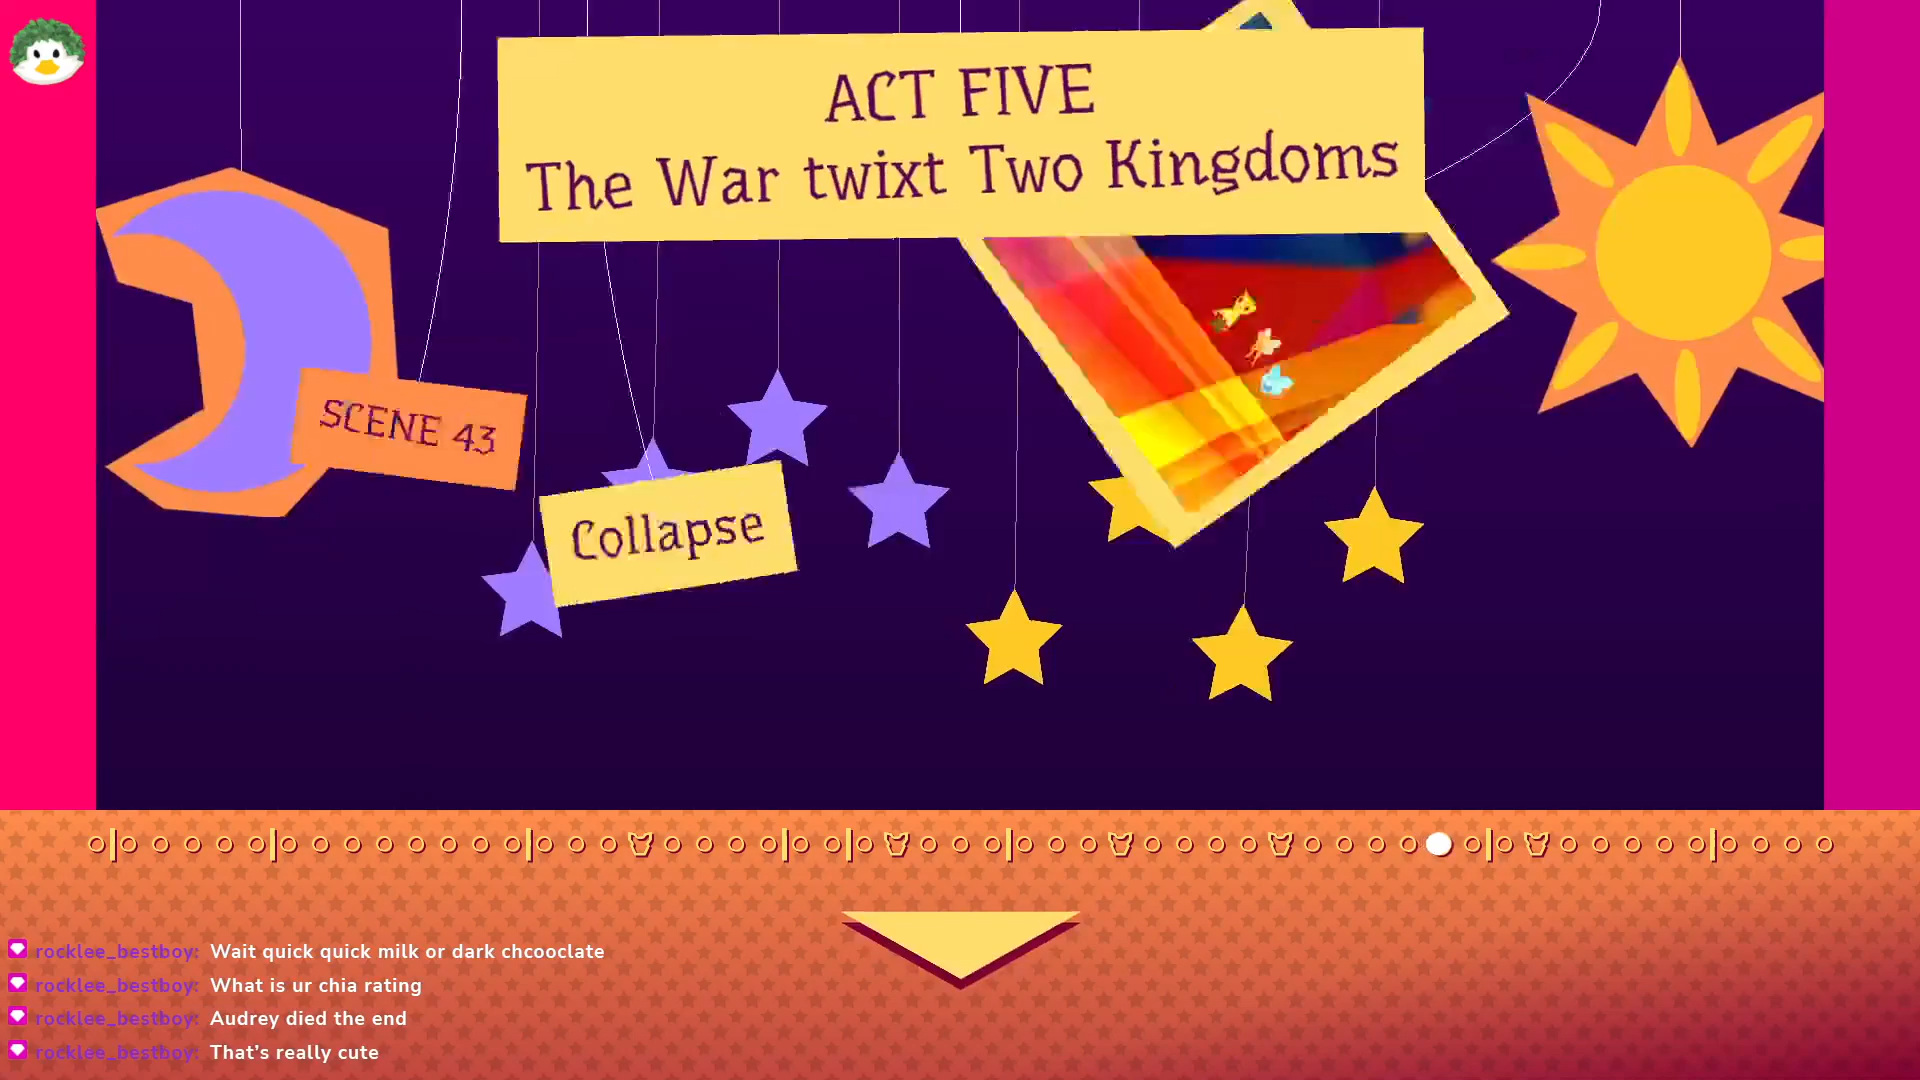 ACT FIVE
The War twixt Two Kingdoms
SCENE 43
Collapse
rocklee_bestboy: Wait quick quick milk or dark chcooclate
rocklee_bestboy: What is ur chia rating
rocklee_bestboy: Audrey died the end
rocklee_bestboy: That's really cute